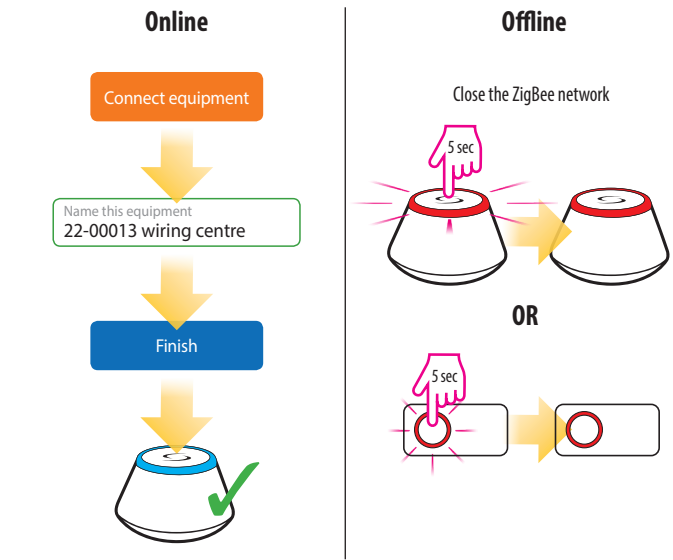 Online
Connect equipment
Name this equipment
22-00013 wiring centre
Finish
Offline
Close the ZigBee network
5 sec
OR
5 sec